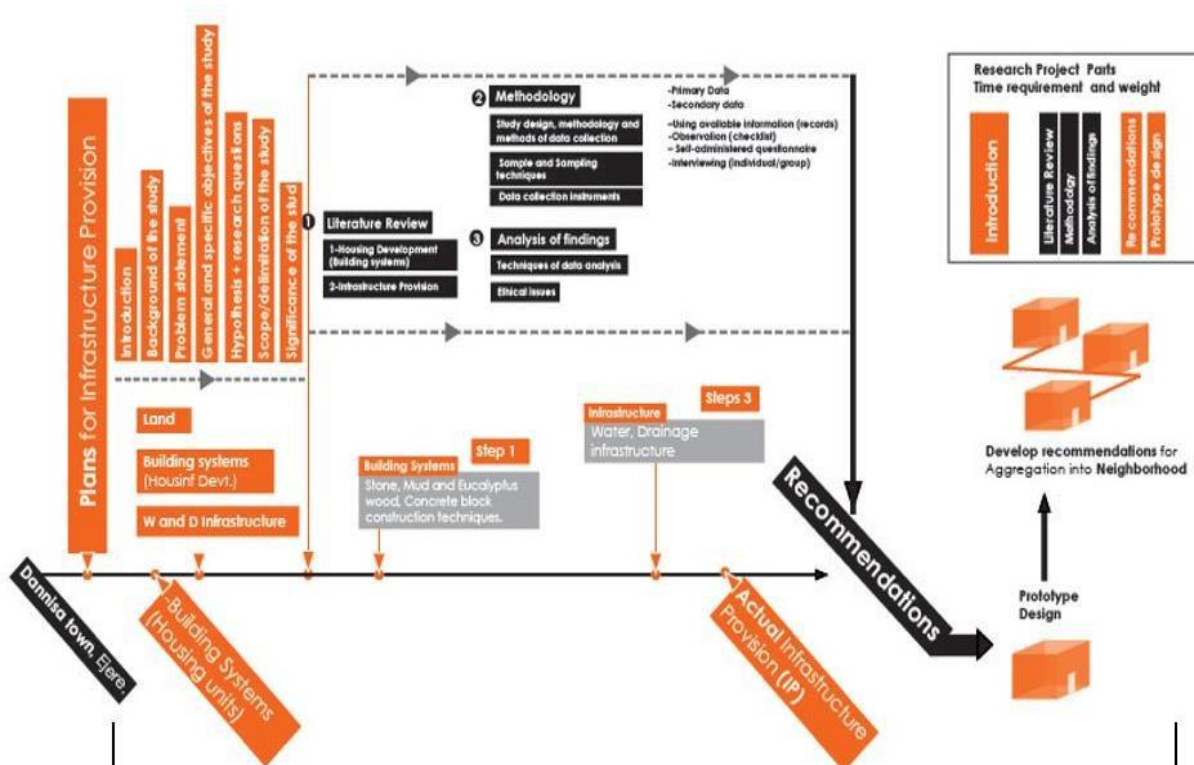 Plans for Infrastructure Provision
Introduction
Background of the study
Problem statement
General and specific objectives of the study
Hypothesis + research questions
Scope/delimitation of the study
Significance of the stud
1
Literature Review
1-Housing Development
(Building systems)
2-Infrastructure Provision
2
Methodology
Study design, methodology and
methods of data collection
Sample and Sampling
techniques
Data collection instruments
3
Analysis of findings
Techniques of data analysis
Ethical issues
-Primary Data
-Secondary data
-Using available information (records)
-Observation (checklist)
- Self-administered questionnaire
-Interviewing (individual/group)
Research Project Parts
Time requirement and weight
Introduction
Literature Review
Methodolgy
Analysis of findings
Recommendations
Prototype design
Land
Building systems
(Housinf Devt.)
W and D Infrastructure
Building Systems
Step 1
Stone, Mud and Eucalyptus
wood, Concrete block
construction techniques.
Infrastructure
Steps 3
Water, Drainage
infrastructure
Dannisa town, Ejere.
-Building Systems
(Housing units)
Actual Infrastructure
Provision (IP)
Recommendations
Develop recommendations for
Aggregation into Neighborhood
Prototype
Design